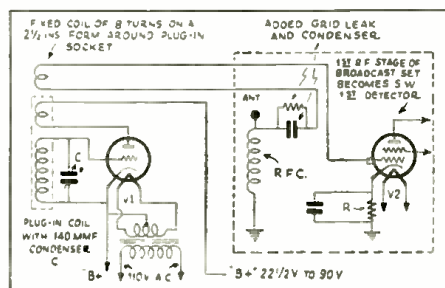 FIXED COIL OF 8 TURNS ON A
2½ INS FORM AROUND PLUG-IN
SOCKET
ADDED GRID LEAK
AND CONDENSER
1ST R F STAGE OF
BROADCAST SET
BECOMES S W
1ST DETECTOR
ANT
R.F.C.
C
V1
V2
R
PLUG-IN COIL
WITH 140 MMF
CONDENSER
C
"B+"
110V A.C.
"B+" 22½V TO 90V